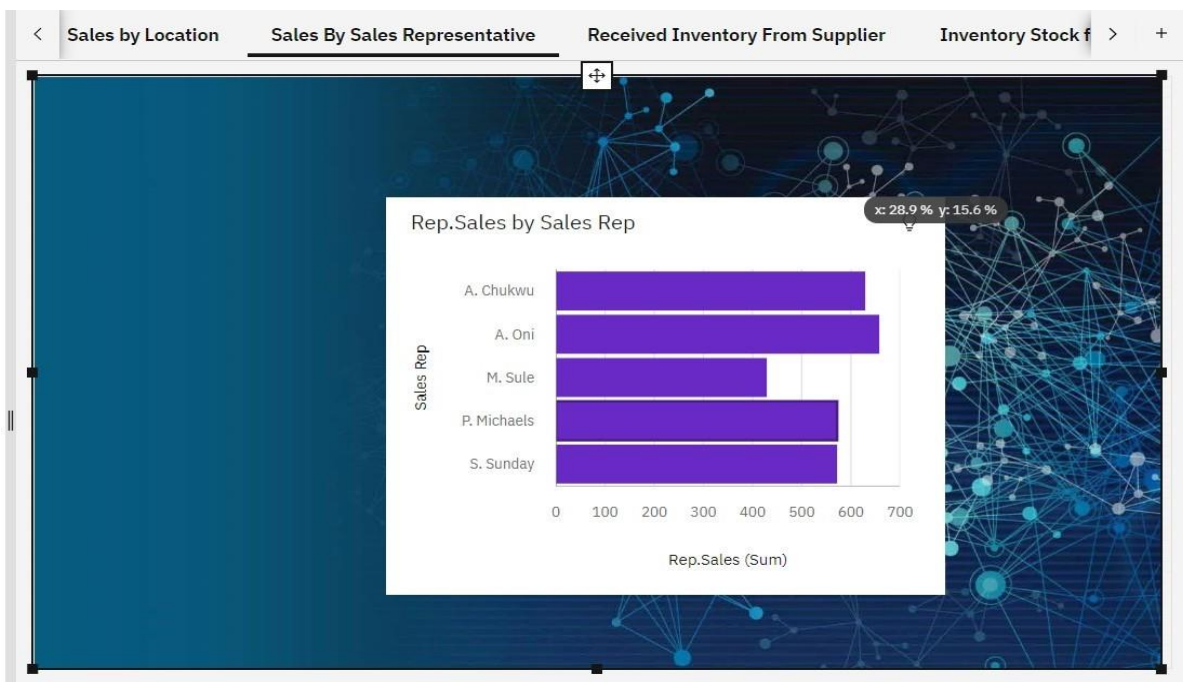 Sales by Location Sales By Sales Representative Received Inventory From Supplier Inventory Stock f
x: 28.9 % y: 15.6 %
Rep.Sales by Sales Rep
Sales Rep
A. Chukwu
A. Oni
M. Sule
P. Michaels
S. Sunday
0 100 200 300 400 500 600 700
Rep.Sales (Sum)